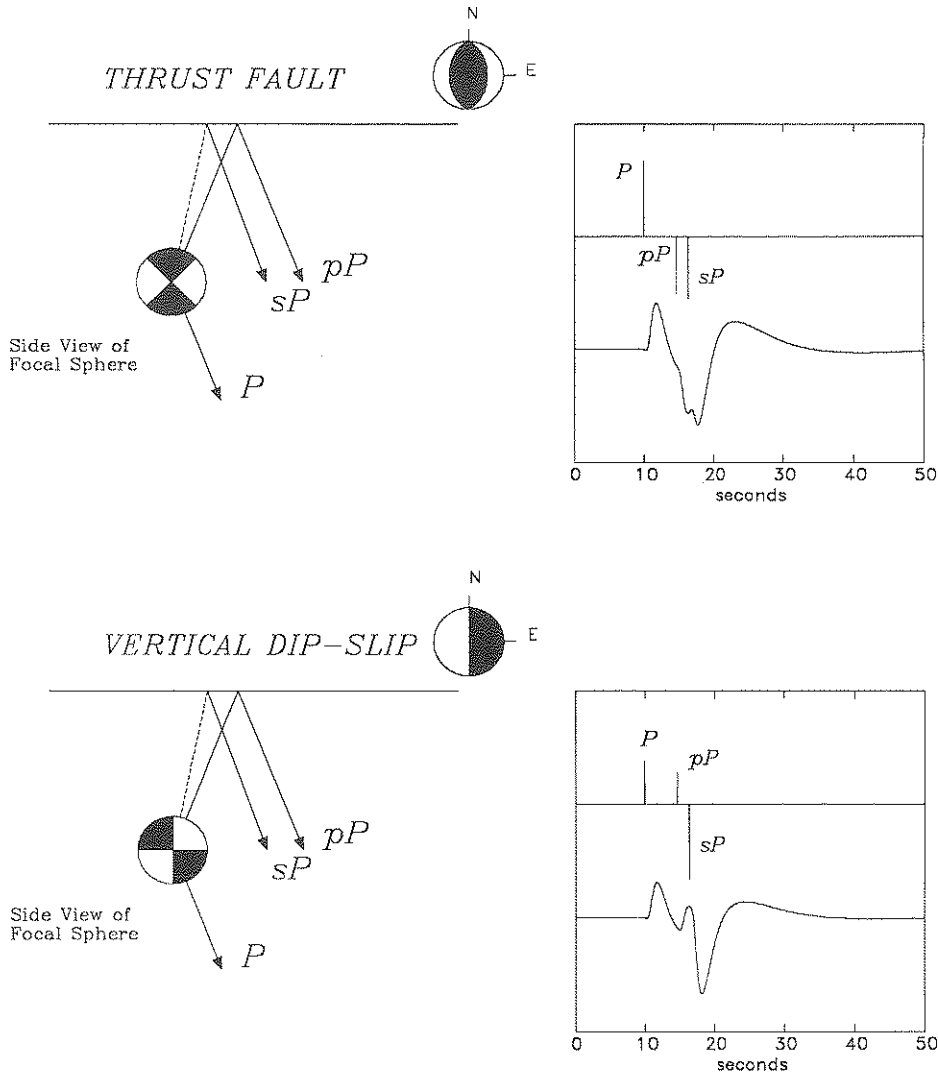 N
THRUST FAULT
E
P
pP
sP
pP
sP
Side View of
Focal Sphere
P
0 10 20 30 40 50
seconds
N
VERTICAL DIP-SLIP
E
P
pP
sP
pP
sP
Side View of
Focal Sphere
P
0 10 20 30 40 50
seconds